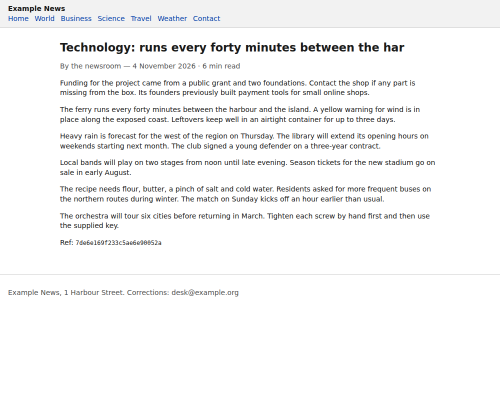 Example News
Home World Business Science Travel Weather Contact
Technology: runs every forty minutes between the har
By the newsroom — 4 November 2026 · 6 min read
Funding for the project came from a public grant and two foundations. Contact the shop if any part is
missing from the box. Its founders previously built payment tools for small online shops.
The ferry runs every forty minutes between the harbour and the island. A yellow warning for wind is in
place along the exposed coast. Leftovers keep well in an airtight container for up to three days.
Heavy rain is forecast for the west of the region on Thursday. The library will extend its opening hours on
weekends starting next month. The club signed a young defender on a three-year contract.
Local bands will play on two stages from noon until late evening. Season tickets for the new stadium go on
sale in early August.
The recipe needs flour, butter, a pinch of salt and cold water. Residents asked for more frequent buses on
the northern routes during winter. The match on Sunday kicks off an hour earlier than usual.
The orchestra will tour six cities before returning in March. Tighten each screw by hand first and then use
the supplied key.
Ref: 7de6e169f233c5ae6e90052a
Example News, 1 Harbour Street. Corrections: desk@example.org